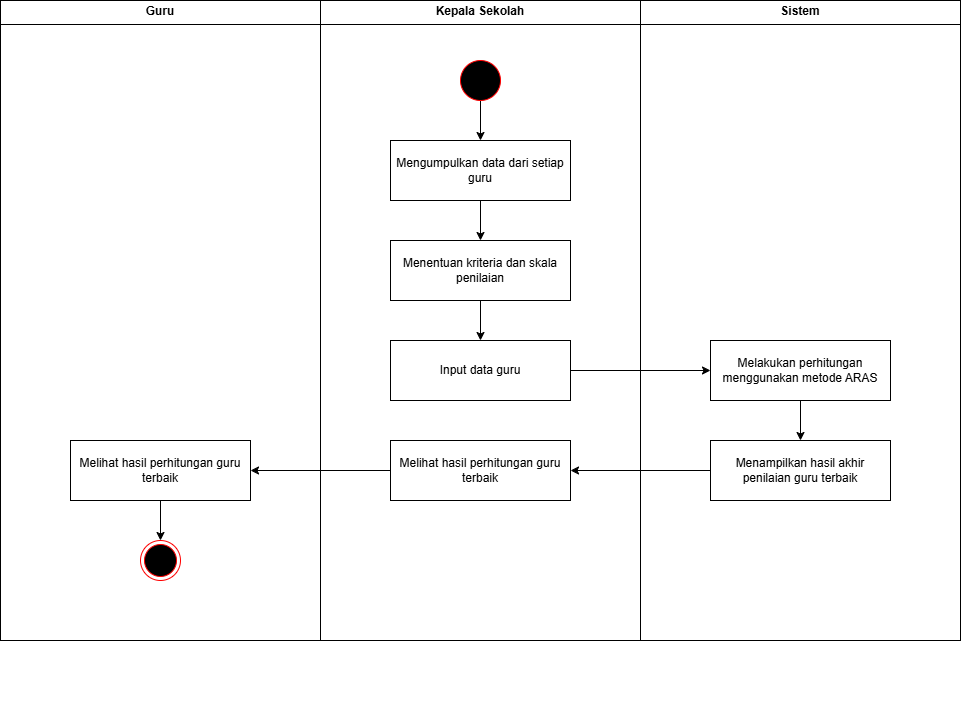 Guru
Kepala Sekolah
Sistem
Mengumpulkan data dari setiap
guru
Menentuan kriteria dan skala
penilaian
Input data guru
Melakukan perhitungan
menggunakan metode ARAS
Menampilkan hasil akhir
penilaian guru terbaik
Melihat hasil perhitungan guru
terbaik
Melihat hasil perhitungan guru
terbaik